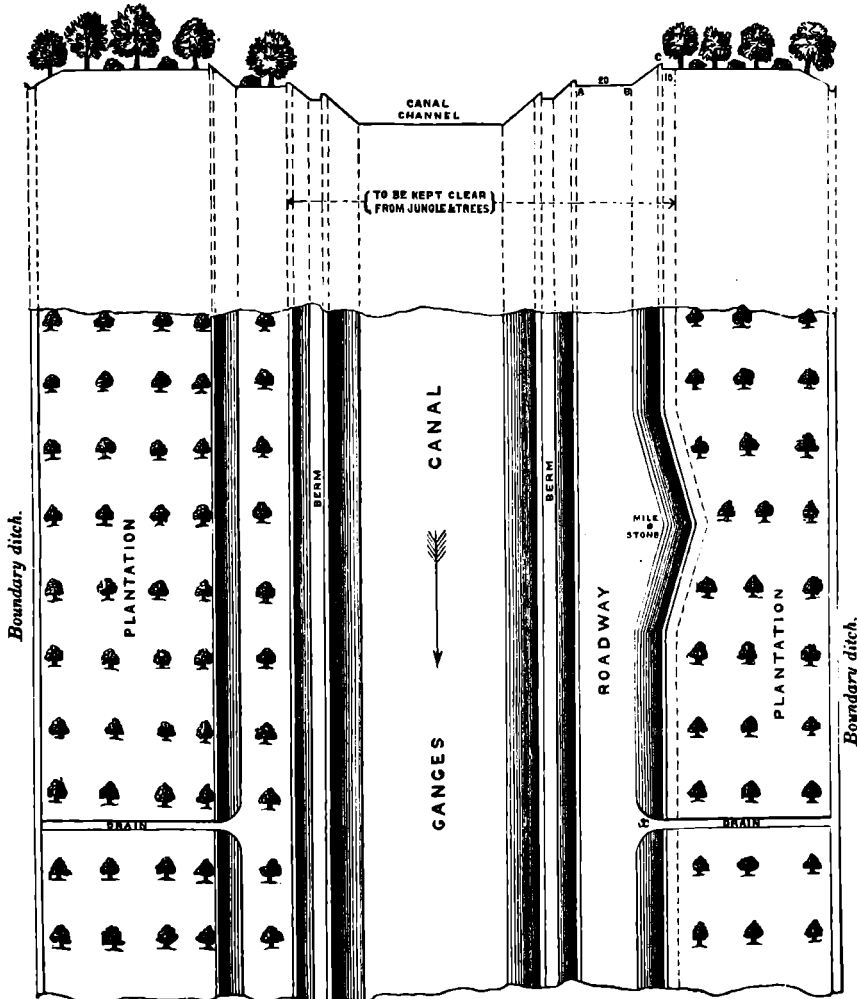 C
20
A
B
10
CANAL
CHANNEL
TO BE KEPT CLEAR
FROM JUNGLE & TREES
CANAL
BERM
BERM
Boundary ditch.
PLANTATION
MILE
STONE
ROADWAY
PLANTATION
Boundary ditch.
GANGES
DRAIN
DRAIN